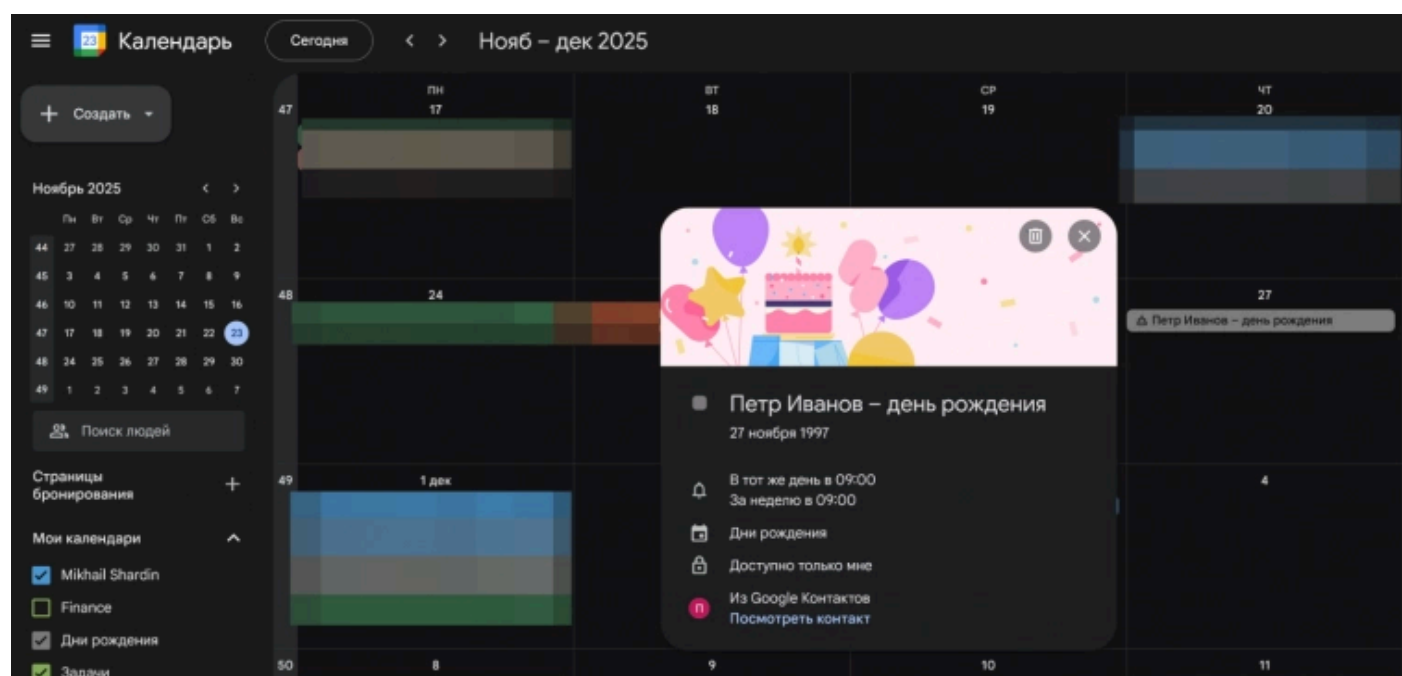 23 Календарь Сегодня < > Нояб – дек 2025
+ Создать
Ноябрь 2025 < >
Пн Вт Ср Чт Пт Сб Вс
44 27 28 29 30 31 1 2
45 3 4 5 6 7 8 9
46 10 11 12 13 14 15 16
47 17 18 19 20 21 22 23
48 24 25 26 27 28 29 30
49 1 2 3 4 5 6 7
Поиск людей
Страницы
бронирования
+
Мои календари
Mikhail Shardin
Finance
Дни рождения
Задачи
ПН ВТ СР ЧТ
47 17 18 19 20
48 24 27
Петр Иванов – день рождения
49 1 дек 4
50 8 9 10 11
Петр Иванов – день рождения
27 ноября 1997
В тот же день в 09:00
За неделю в 09:00
Дни рождения
Доступно только мне
П
Из Google Контактов
Посмотреть контакт